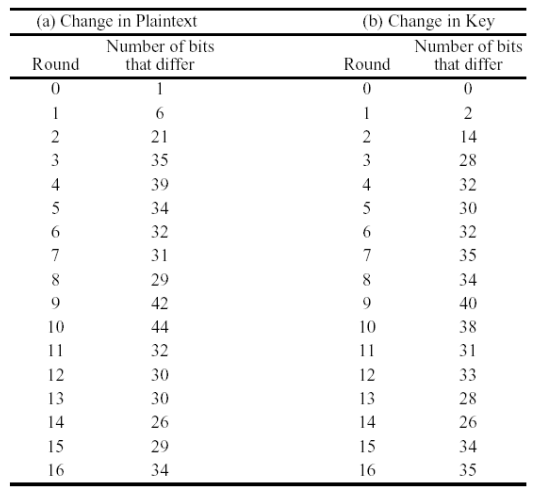 (a) Change in Plaintext (b) Change in Key
Number of bits Number of bits
Round that differ Round that differ
0 1 0 0
1 6 1 2
2 21 2 14
3 35 3 28
4 39 4 32
5 34 5 30
6 32 6 32
7 31 7 35
8 29 8 34
9 42 9 40
10 44 10 38
11 32 11 31
12 30 12 33
13 30 13 28
14 26 14 26
15 29 15 34
16 34 16 35